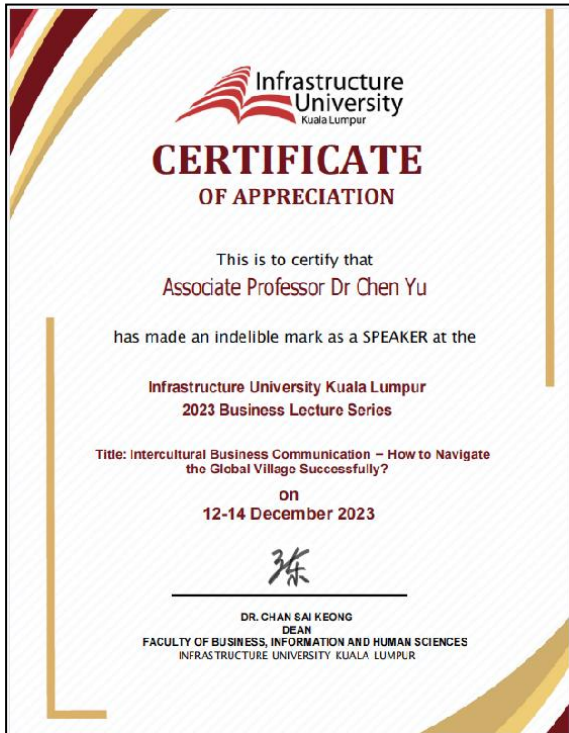 Infrastructure
University
Kuala Lumpur
CERTIFICATE
OF APPRECIATION
This is to certify that
Associate Professor Dr Chen Yu
has made an indelible mark as a SPEAKER at the
Infrastructure University Kuala Lumpur
2023 Business Lecture Series
Title: Intercultural Business Communication – How to Navigate
the Global Village Successfully?
on
12-14 December 2023
DR. CHAN SAI KEONG
DEAN
FACULTY OF BUSINESS, INFORMATION AND HUMAN SCIENCES
INFRASTRUCTURE UNIVERSITY KUALA LUMPUR